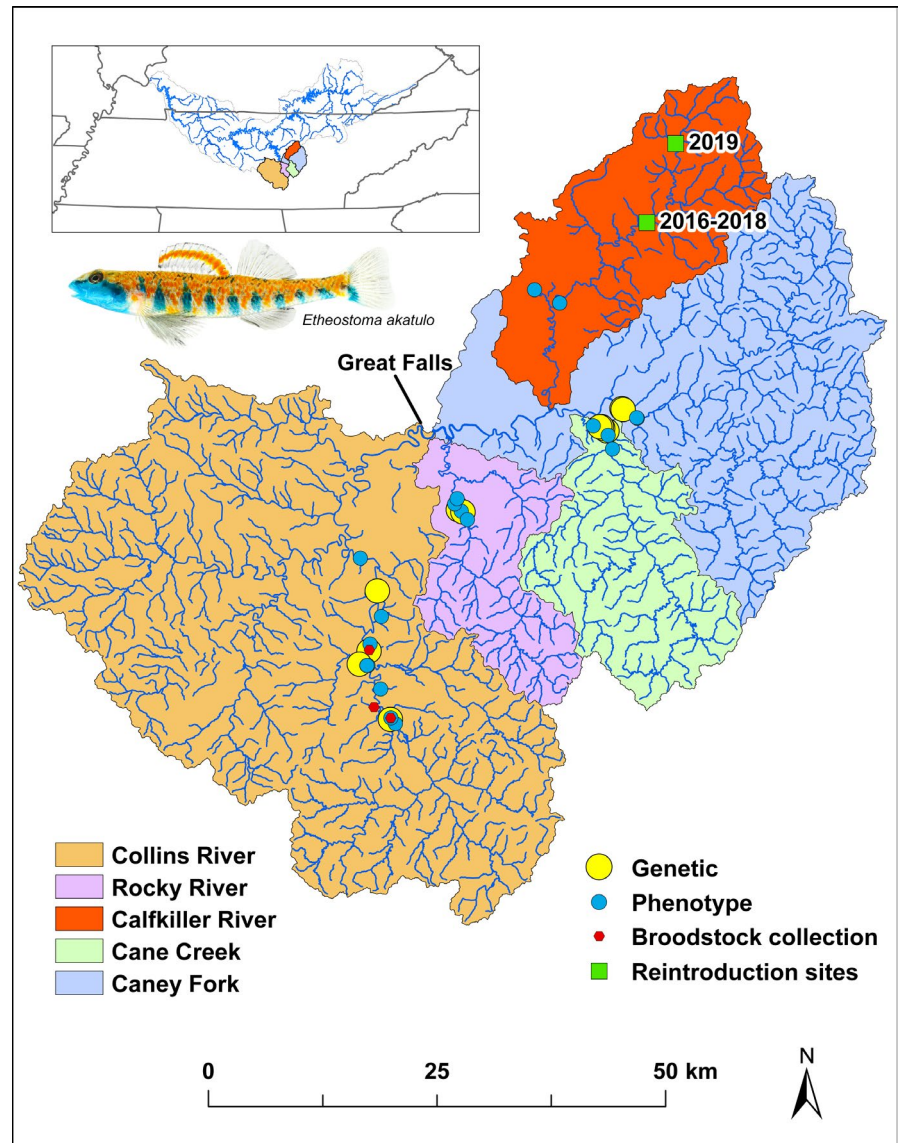 2019
2016-2018
Etheostoma akatulo
Great Falls
Collins River
Rocky River
Calfkiller River
Cane Creek
Caney Fork
Genetic
Phenotype
Broodstock collection
Reintroduction sites
0 25 50 km
N